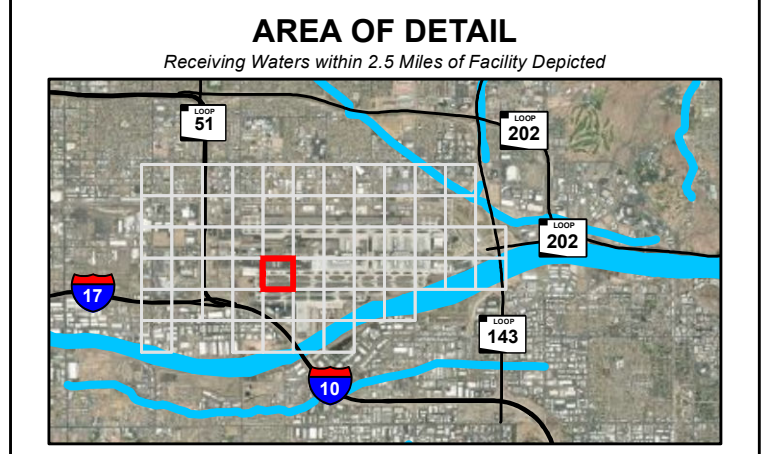 AREA OF DETAIL
Receiving Waters within 2.5 Miles of Facility Depicted
LOOP
51
LOOP
202
LOOP
202
17
LOOP
143
10